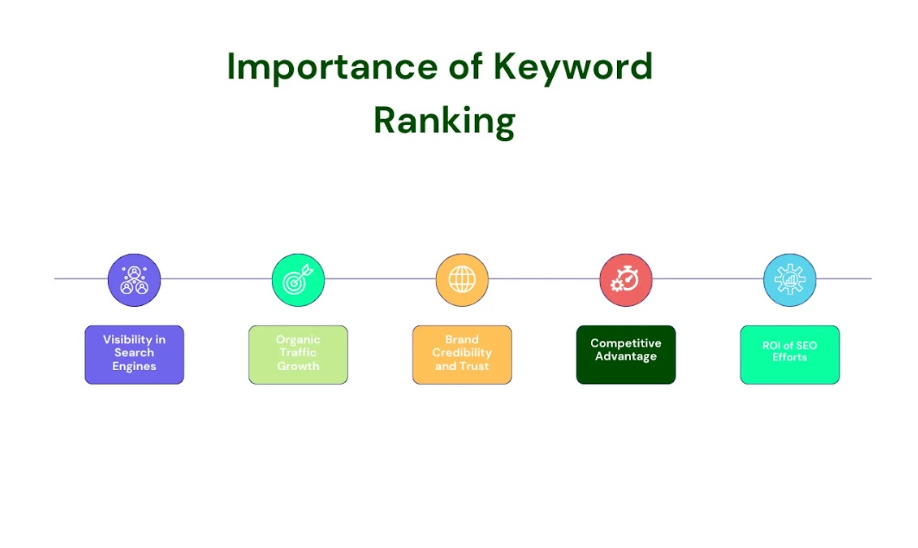 Importance of Keyword
Ranking
Visibility in
Search
Engines
Organic
Traffic
Growth
Brand
Credibility
and Trust
Competitive
Advantage
ROI of SEO
Efforts